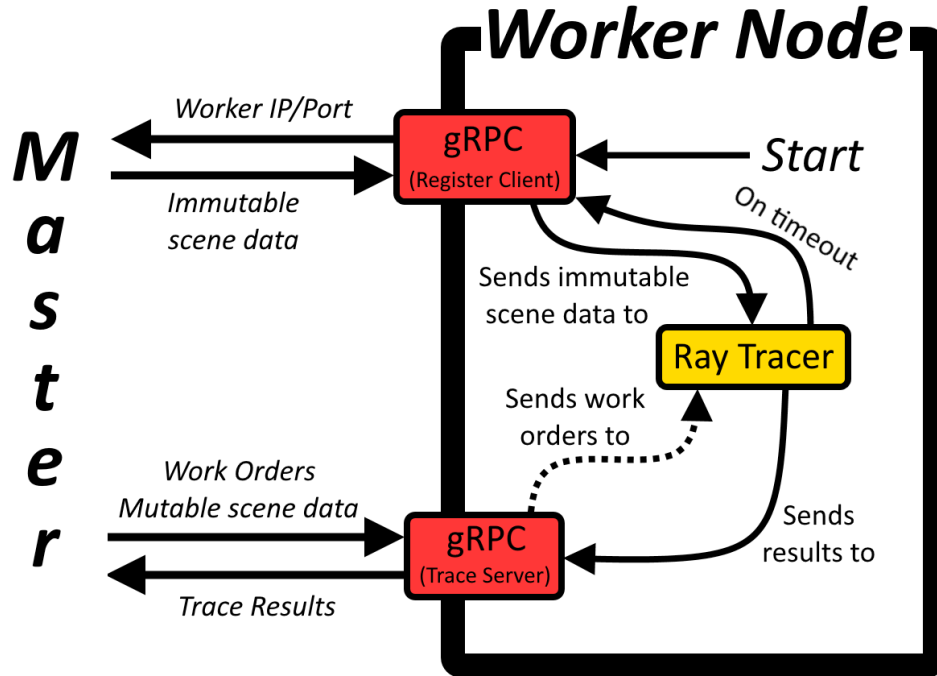 Worker Node
Master
Worker IP/Port
gRPC
(Register Client)
Start
Immutable
scene data
On timeout
Sends immutable
scene data to
Ray Tracer
Sends work
orders to
Work Orders
Mutable scene data
gRPC
(Trace Server)
Sends
results to
Trace Results